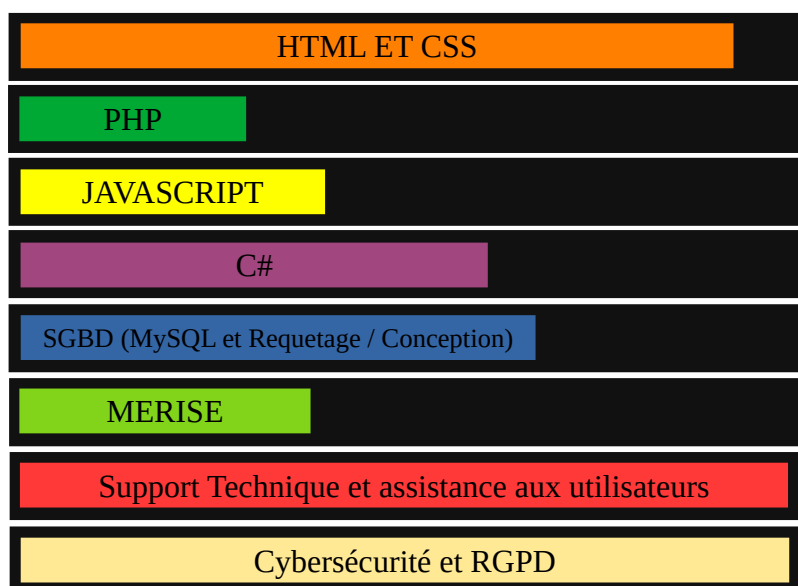 HTML ET CSS
PHP
JAVASCRIPT
C#
SGBD (MySQL et Requetage / Conception)
MERISE
Support Technique et assistance aux utilisateurs
Cybersécurité et RGPD